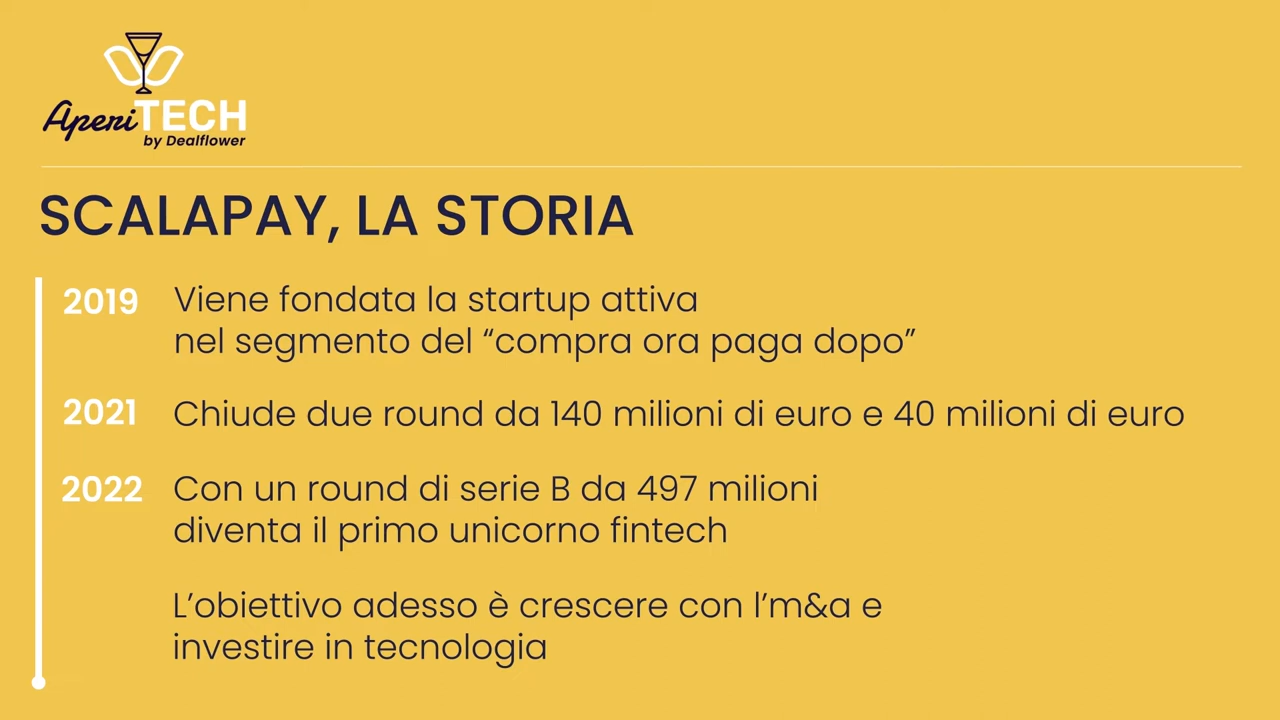 AperiTECH
by Dealflower
SCALAPAY, LA STORIA
2019 Viene fondata la startup attiva
nel segmento del “compra ora paga dopo”
2021 Chiude due round da 140 milioni di euro e 40 milioni di euro
2022 Con un round di serie B da 497 milioni
diventa il primo unicorno fintech
L’obiettivo adesso è crescere con l’m&a e
investire in tecnologia